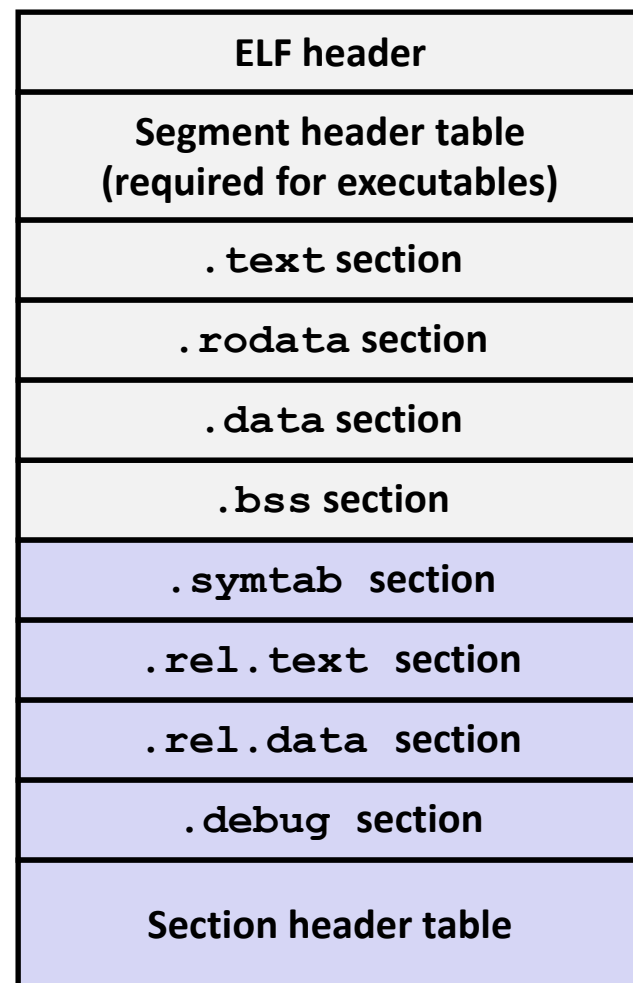 ELF header
Segment header table
(required for executables)
.text section
.rodata section
.data section
.bss section
.symtab section
.rel.text section
.rel.data section
.debug section
Section header table